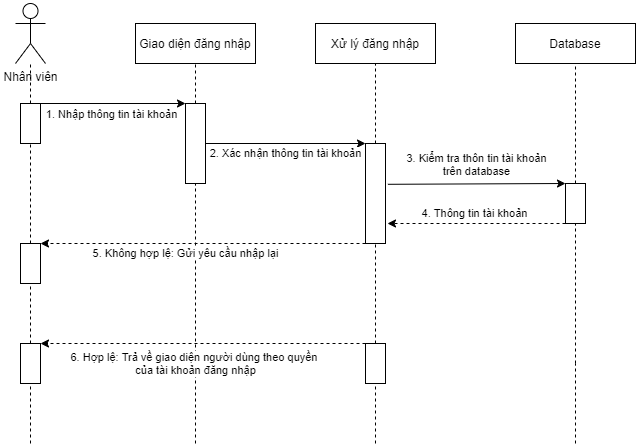 Giao diện đăng nhập
Xử lý đăng nhập
Database
Nhân viên
1. Nhập thông tin tài khoản
2. Xác nhận thông tin tài khoản
3. Kiểm tra thôn tin tài khoản
trên database
4. Thông tin tài khoản
5. Không hợp lệ: Gửi yêu cầu nhập lại
6. Hợp lệ: Trả về giao diện người dùng theo quyền
của tài khoản đăng nhập